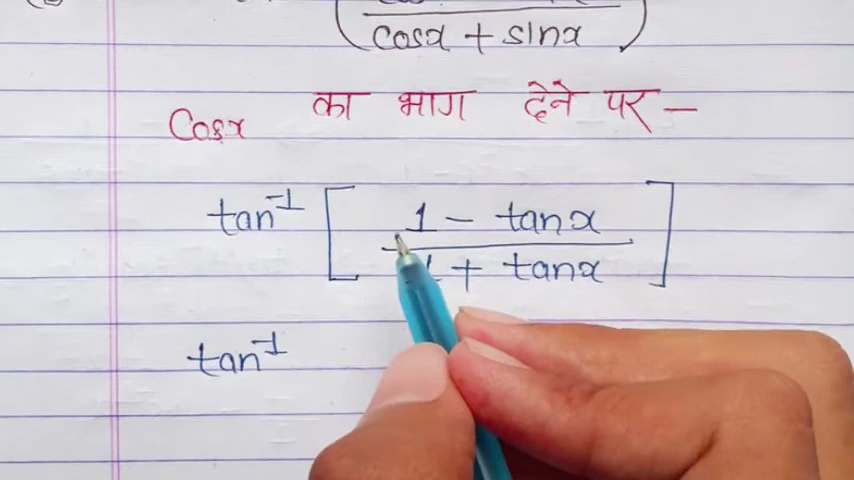 cosx + sinx
Cosx का भाग देने पर –
tan⁻¹ [ 1 - tanx
+ tanx ]
tan⁻¹